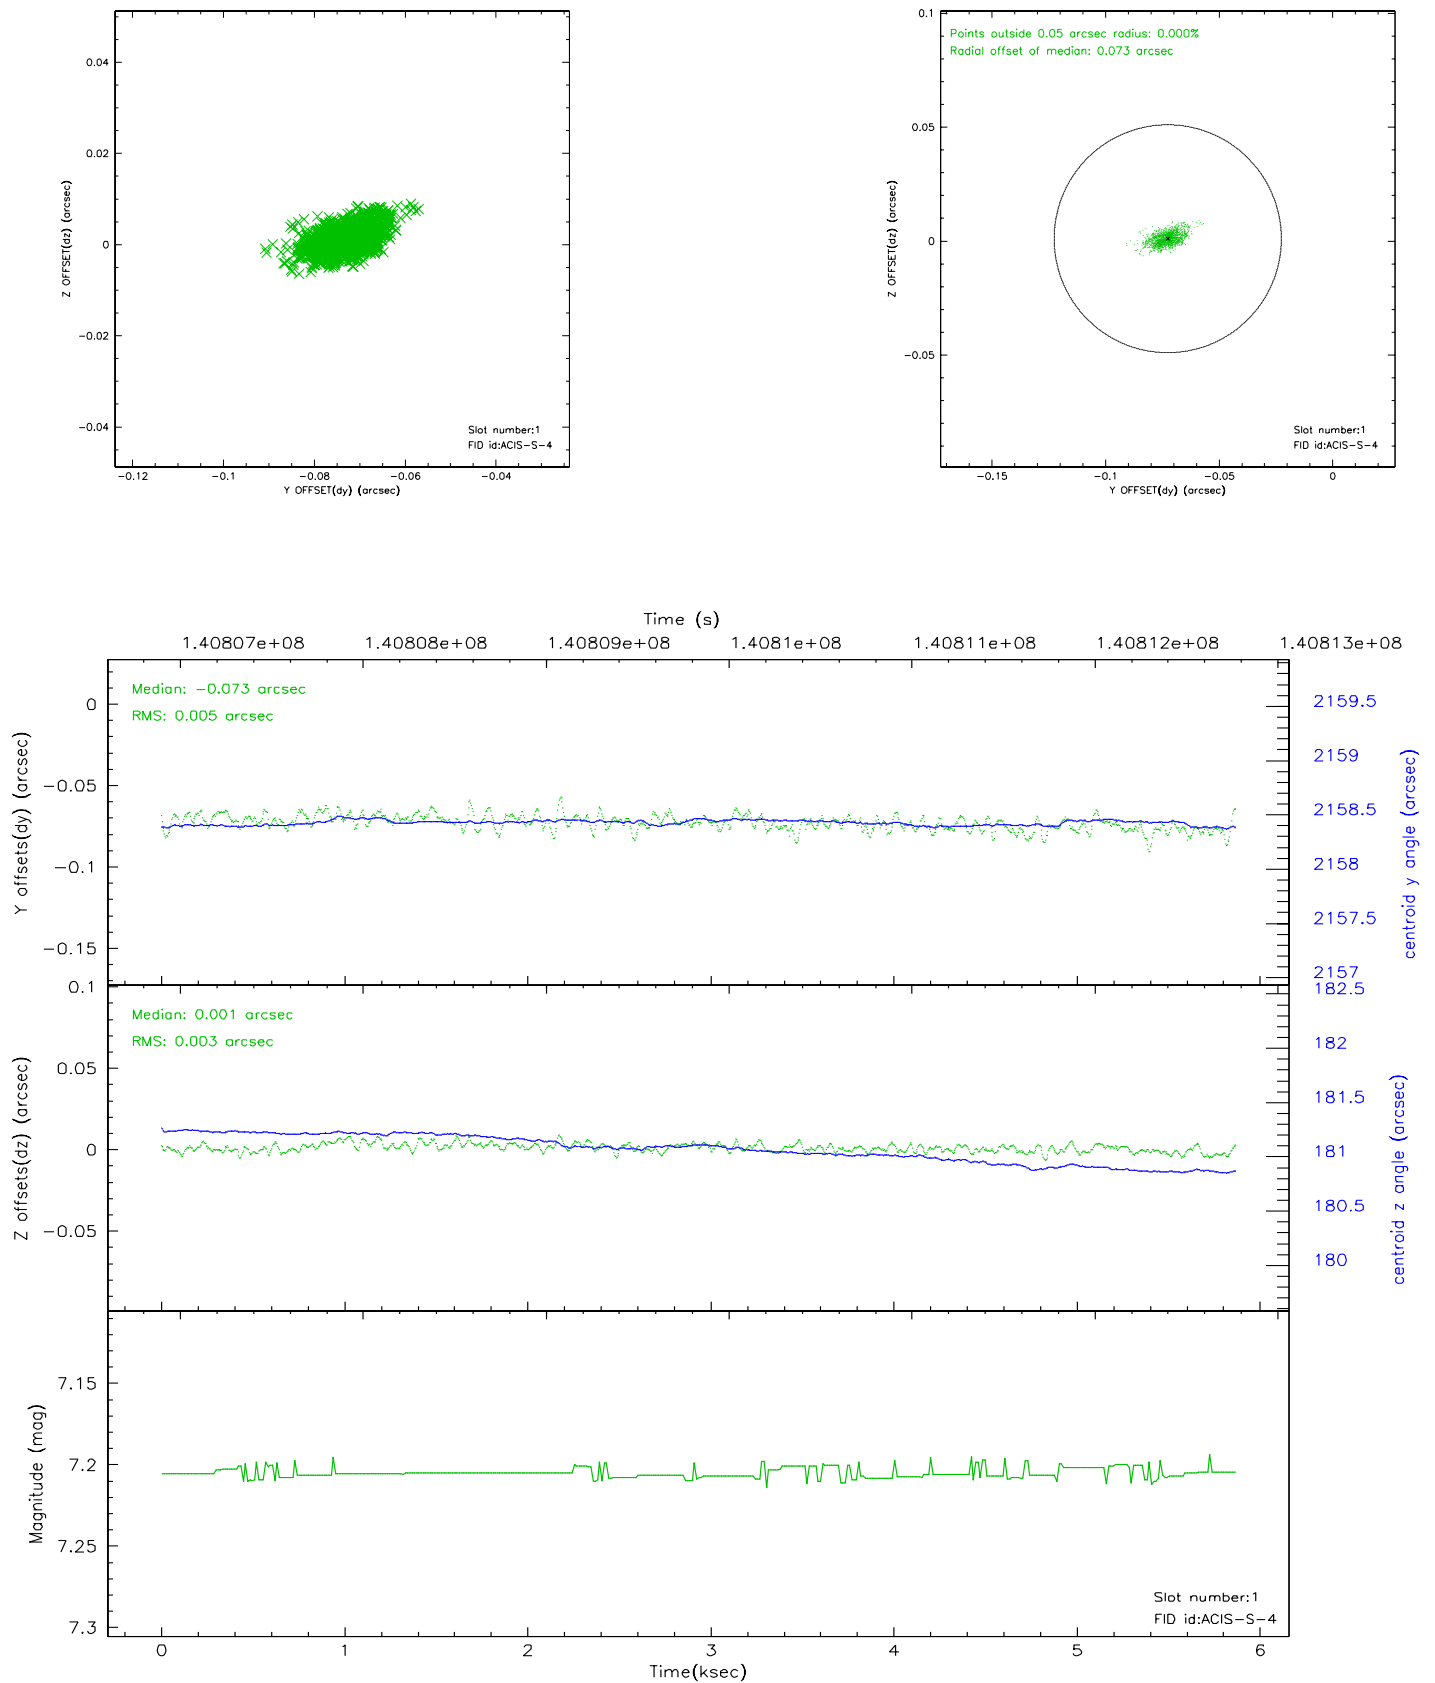 0.04
0.02
0
−0.02
−0.04
Z OFFSET(dz) (arcsec)
Slot number:1
FID id:ACIS−S−4
−0.12
−0.1
−0.08
−0.06
−0.04
Y OFFSET(dy) (arcsec)
0.1
0.05
0
−0.05
Z OFFSET(dz) (arcsec)
Points outside 0.05 arcsec radius: 0.000%
Radial offset of median: 0.073 arcsec
Slot number:1
FID id:ACIS−S−4
−0.15
−0.1
−0.05
0
Y OFFSET(dy) (arcsec)
Time (s)
1.40807e+08
1.40808e+08
1.40809e+08
1.4081e+08
1.40811e+08
1.40812e+08
1.40813e+08
Median: −0.073 arcsec
RMS: 0.005 arcsec
0
−0.05
−0.1
−0.15
Y offsets(dy) (arcsec)
2159.5
2159
2158.5
2158
2157.5
2157
centroid y angle (arcsec)
Median: 0.001 arcsec
RMS: 0.003 arcsec
0.1
0.05
0
−0.05
Z offsets(dz) (arcsec)
182.5
182
181.5
181
180.5
180
centroid z angle (arcsec)
7.15
7.2
7.25
7.3
Magnitude (mag)
Slot number:1
FID id:ACIS−S−4
0
1
2
3
4
5
6
Time(ksec)